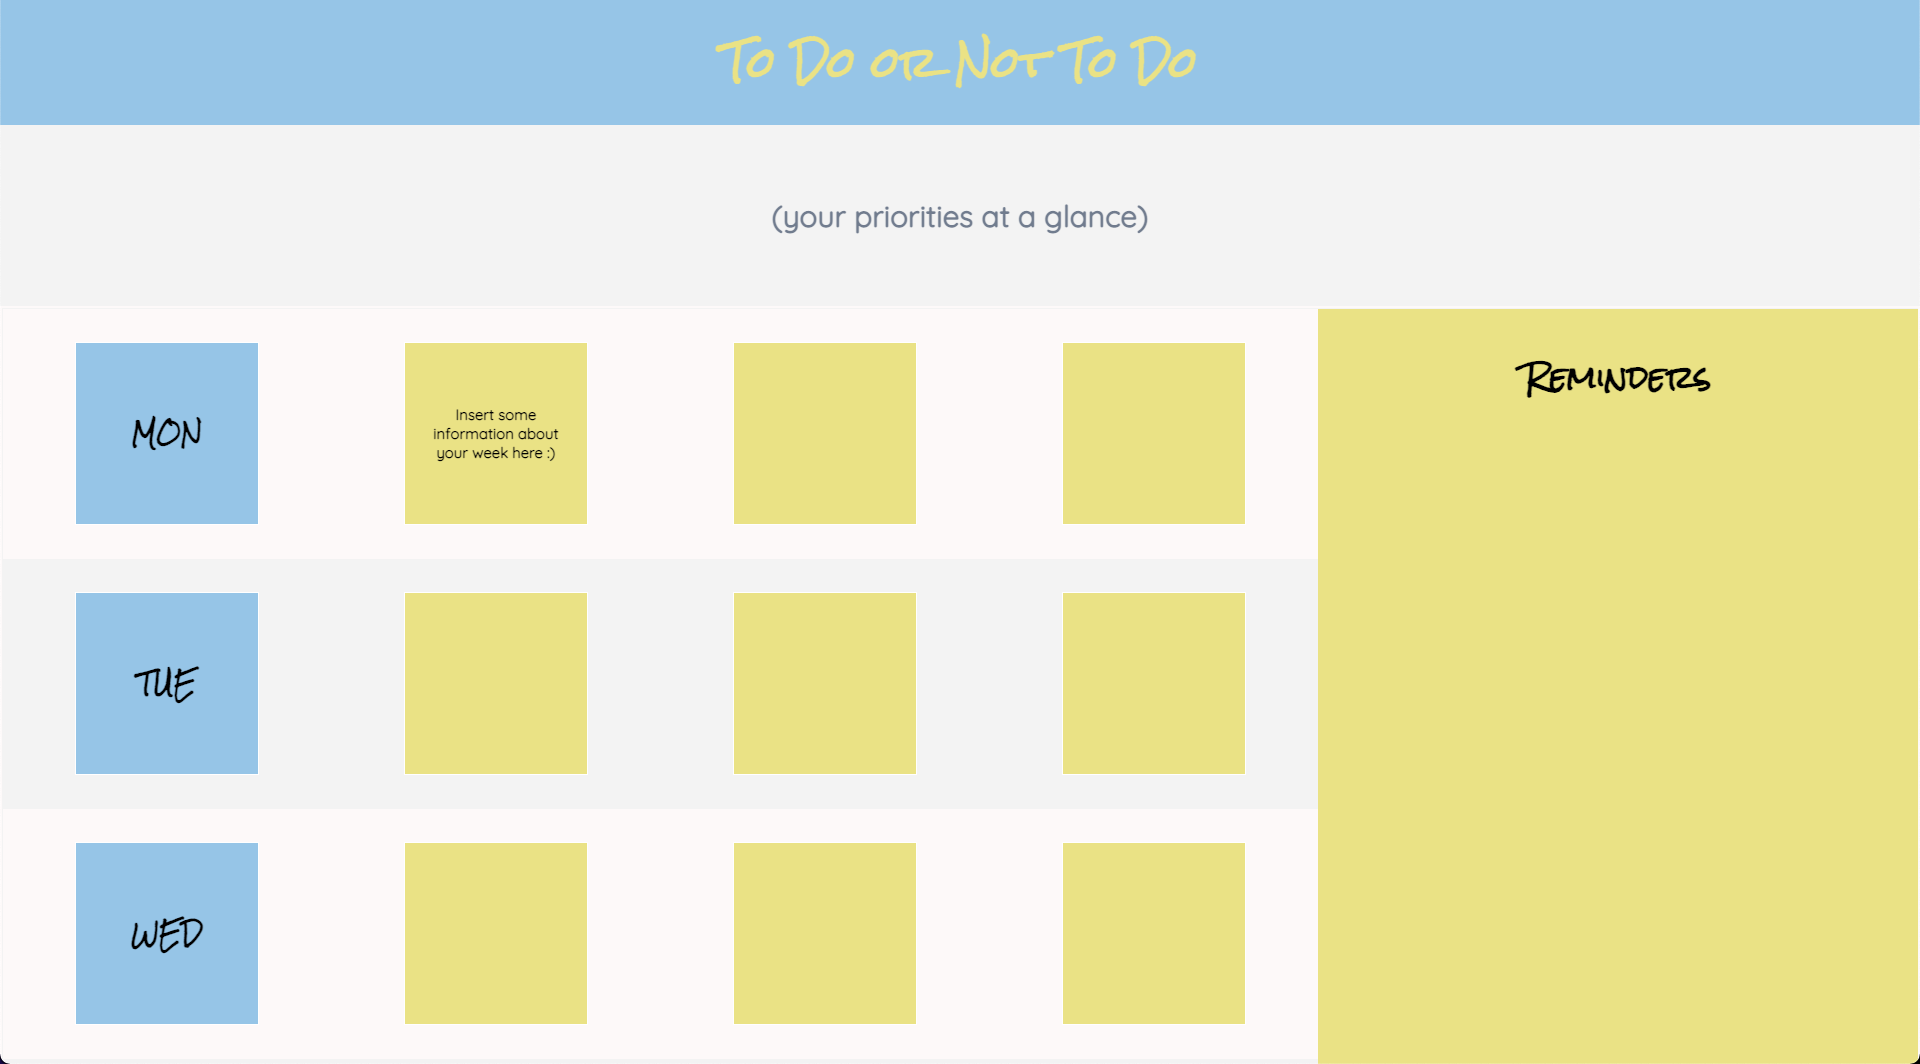 To Do or Not To Do
(your priorities at a glance)
MON
Insert some
information about
your week here :)
Reminders
TUE
WED